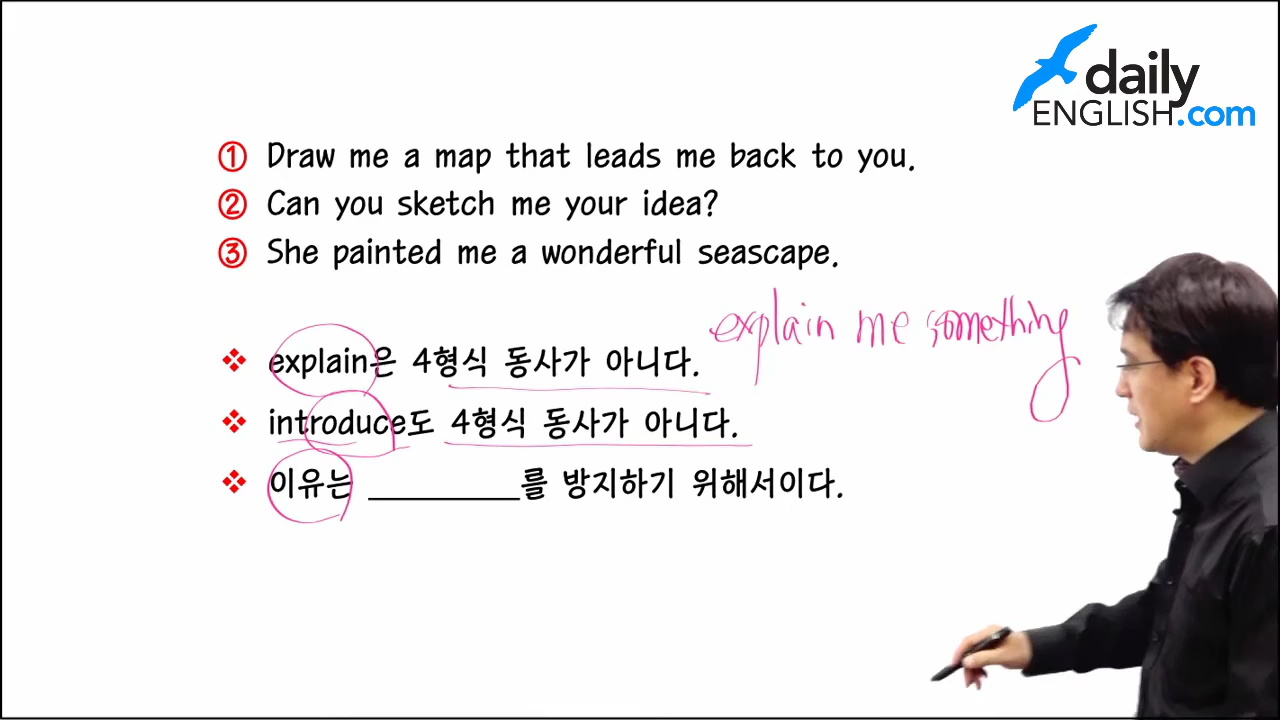 daily
ENGLISH.com
① Draw me a map that leads me back to you.
② Can you sketch me your idea?
③ She painted me a wonderful seascape.
explain me something
❖ explain은 4형식 동사가 아니다.
❖ introduce도 4형식 동사가 아니다.
❖ 이유는 __________를 방지하기 위해서이다.